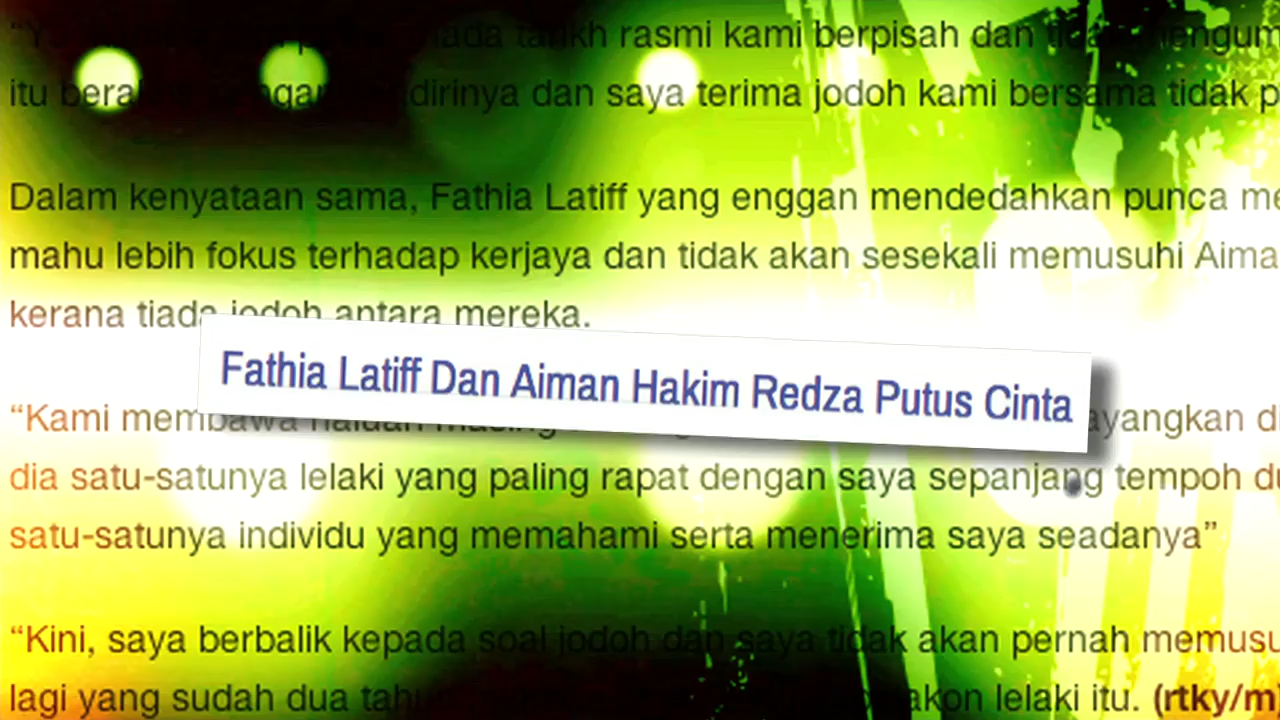 rasmi kami berpisah dan
itu dirinya dan saya terima jodoh kami bersama tidak
Dalam kenyataan sama, Fathia Latiff yang enggan mendedahkan punca
mahu lebih fokus terhadap kerjaya dan tidak akan sesekali memusuhi
kerana tiada jodoh antara mereka.
Fathia Latiff Dan Aiman Hakim Redza Putus Cinta
“Kami membawa haluan
dia satu-satunya lelaki yang paling rapat dengan saya sepanjang tempoh
satu-satunya individu yang memahami serta menerima saya seadanya”
“Kini, saya berbalik kepada soal jodoh dan saya tidak akan pernah
lagi yang sudah dua lelaki itu. (rtky/m)